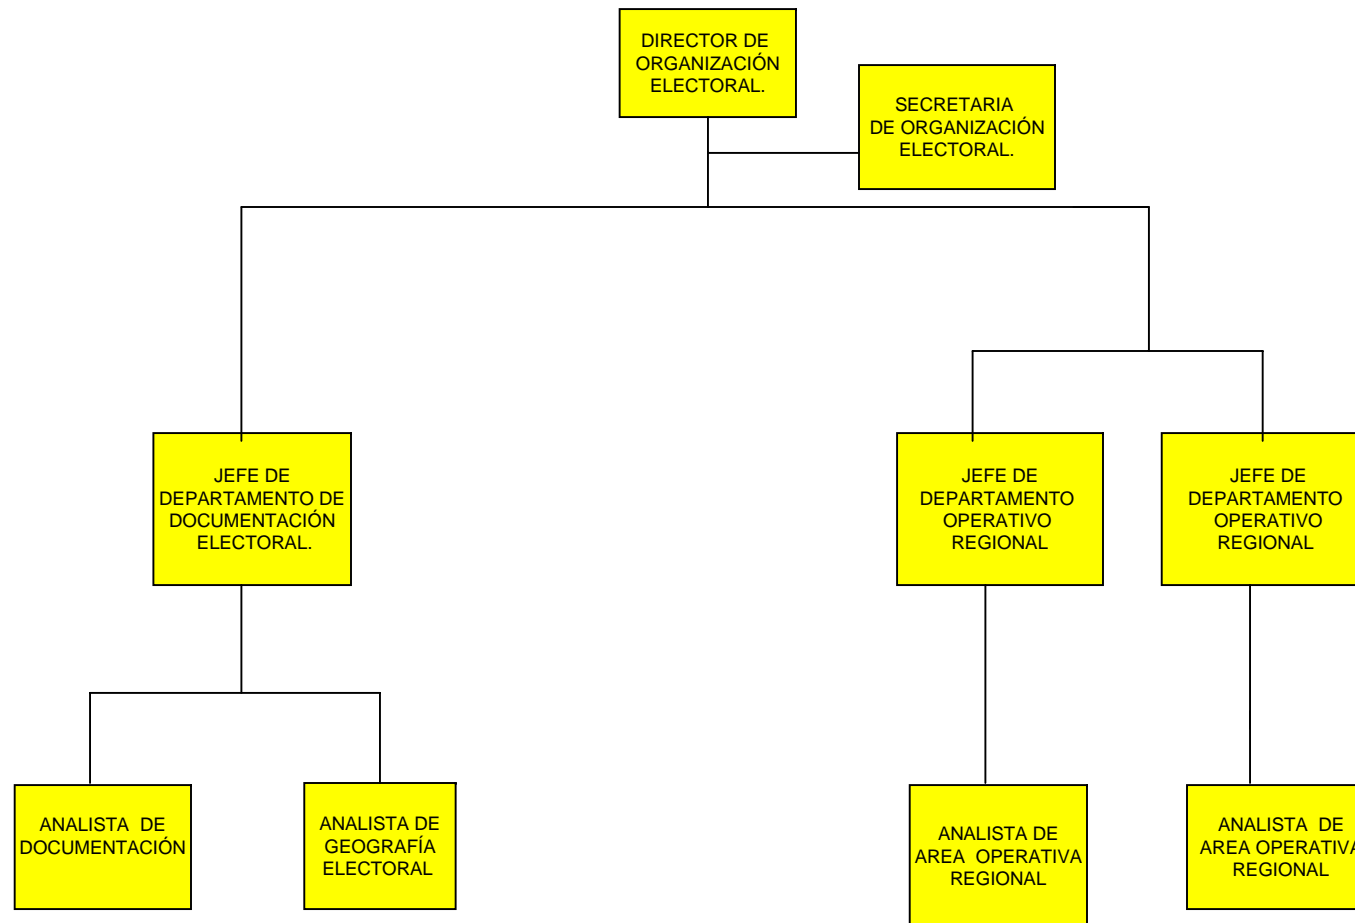 DIRECTOR DE
ORGANIZACIÓN
ELECTORAL.
SECRETARIA
DE ORGANIZACIÓN
ELECTORAL.
JEFE DE
DEPARTAMENTO DE
DOCUMENTACIÓN
ELECTORAL.
JEFE DE
DEPARTAMENTO
OPERATIVO
REGIONAL
JEFE DE
DEPARTAMENTO
OPERATIVO
REGIONAL
ANALISTA DE
DOCUMENTACIÓN
ANALISTA DE
GEOGRAFÍA
ELECTORAL
ANALISTA DE
AREA OPERATIVA
REGIONAL
ANALISTA DE
AREA OPERATIVA
REGIONAL